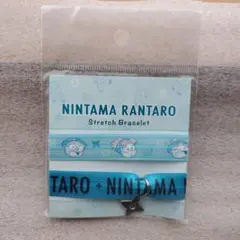 NINTAMA RANTARO
Stretch Bracelet
TARO + NINTAMA R